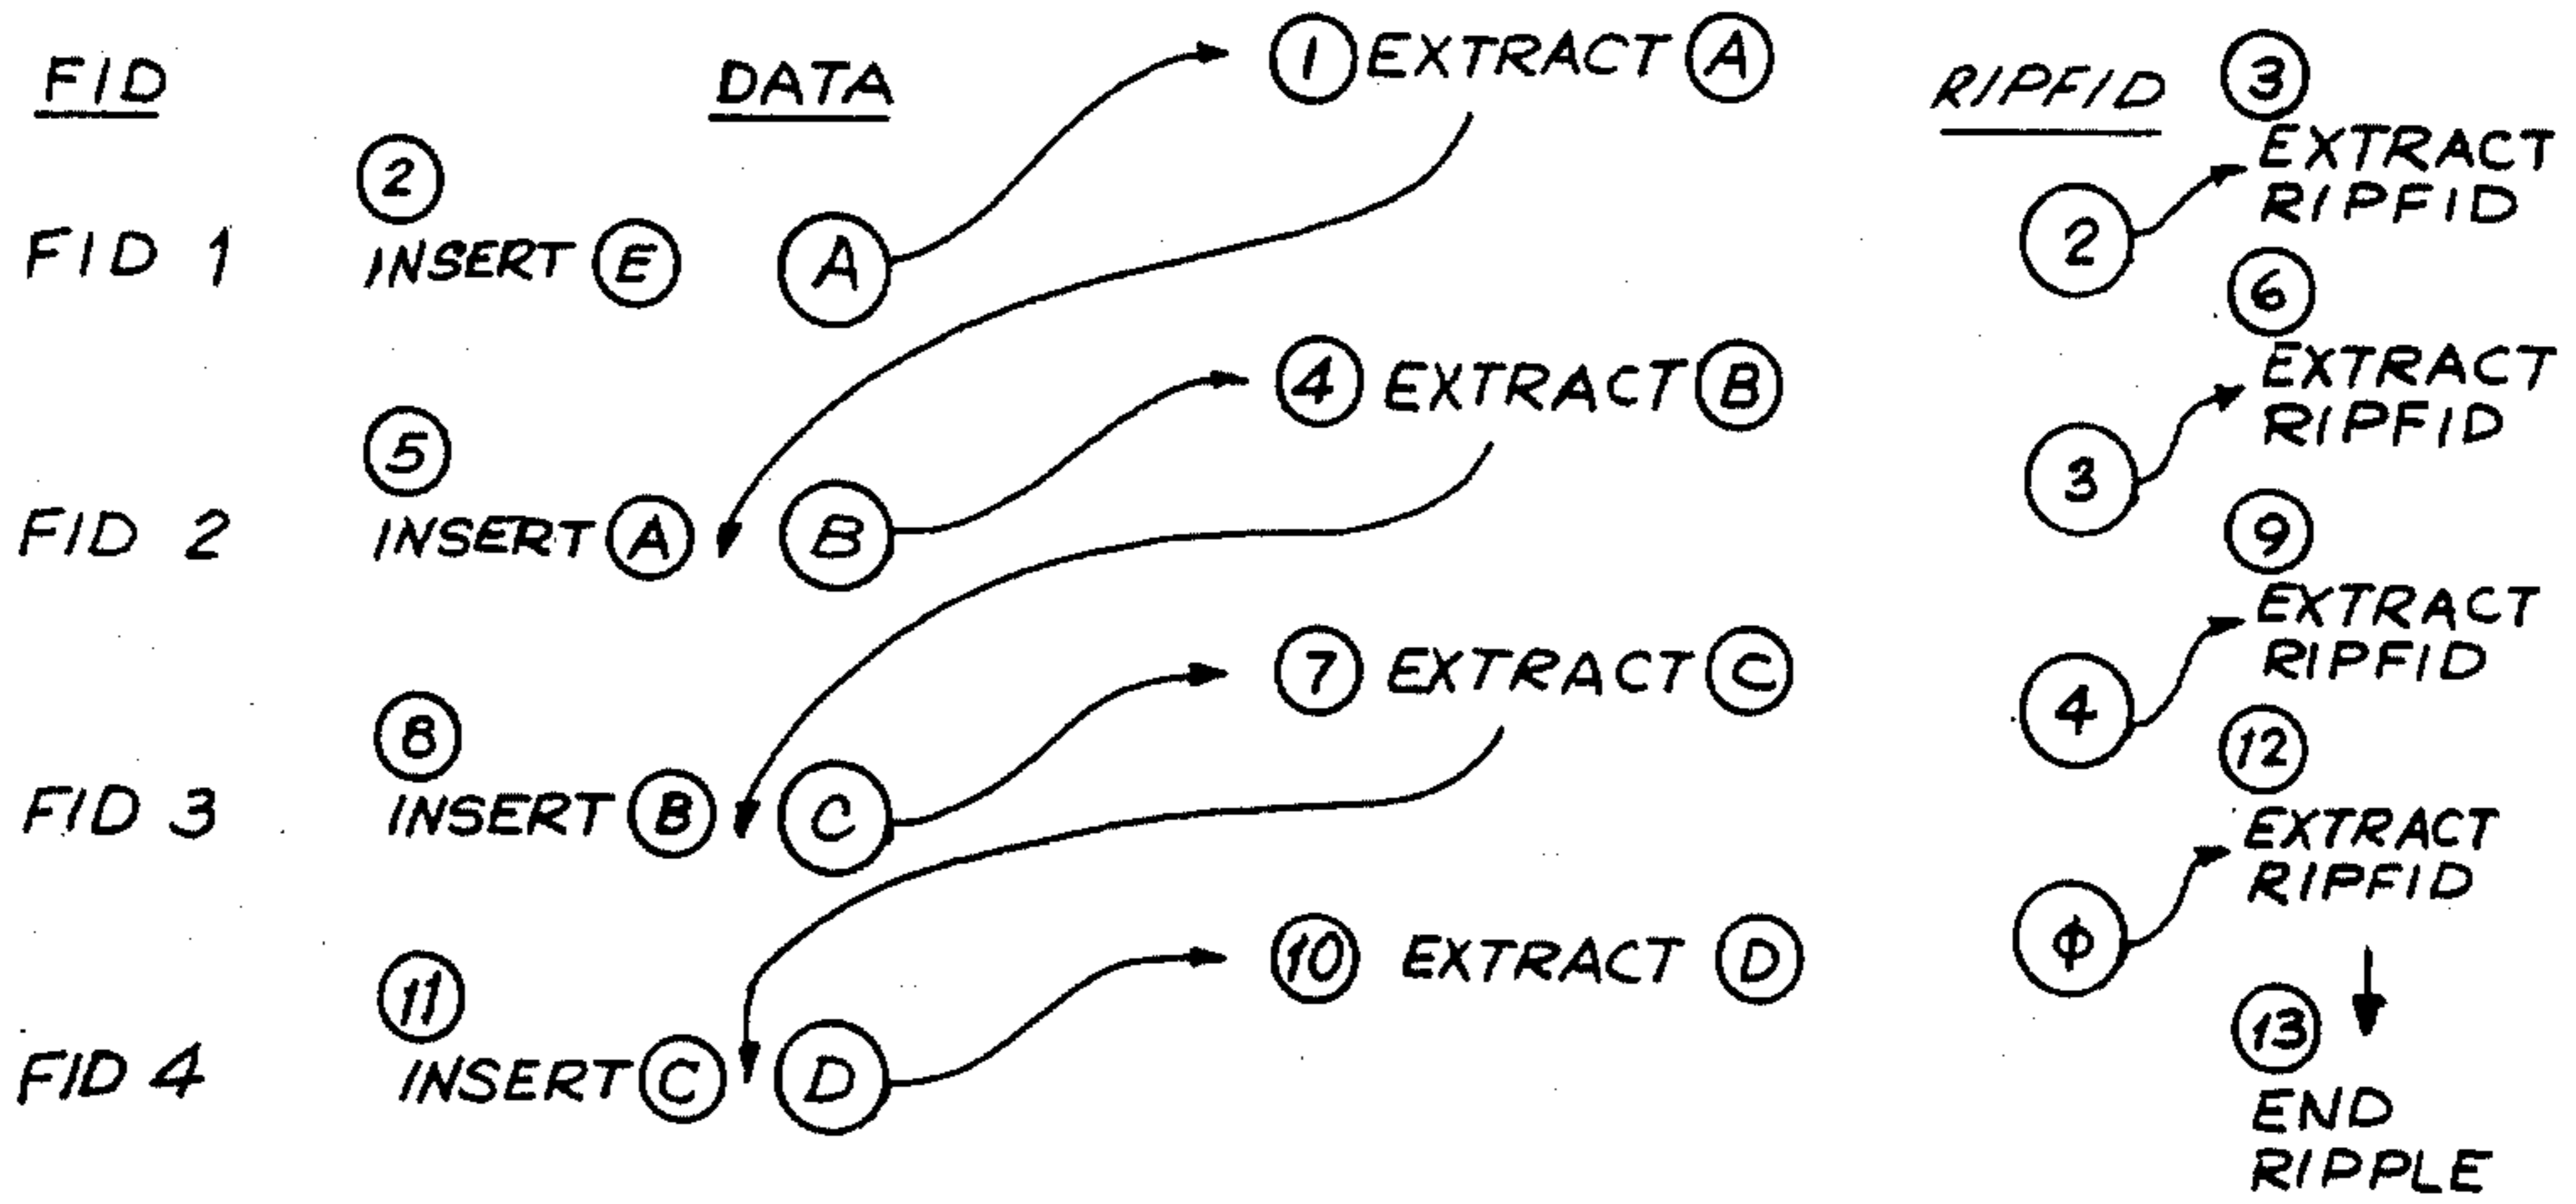 FID DATA 1 EXTRACT A RIPFID 3
2 EXTRACT
FID 1 INSERT E A 2 RIPFID
6
5 4 EXTRACT B EXTRACT
FID 2 INSERT A B 3 RIPFID
9
8 7 EXTRACT C EXTRACT
FID 3 INSERT B C 4 RIPFID
12
EXTRACT
11 10 EXTRACT D ϕ RIPFID
FID 4 INSERT C D 13
END
RIPPLE